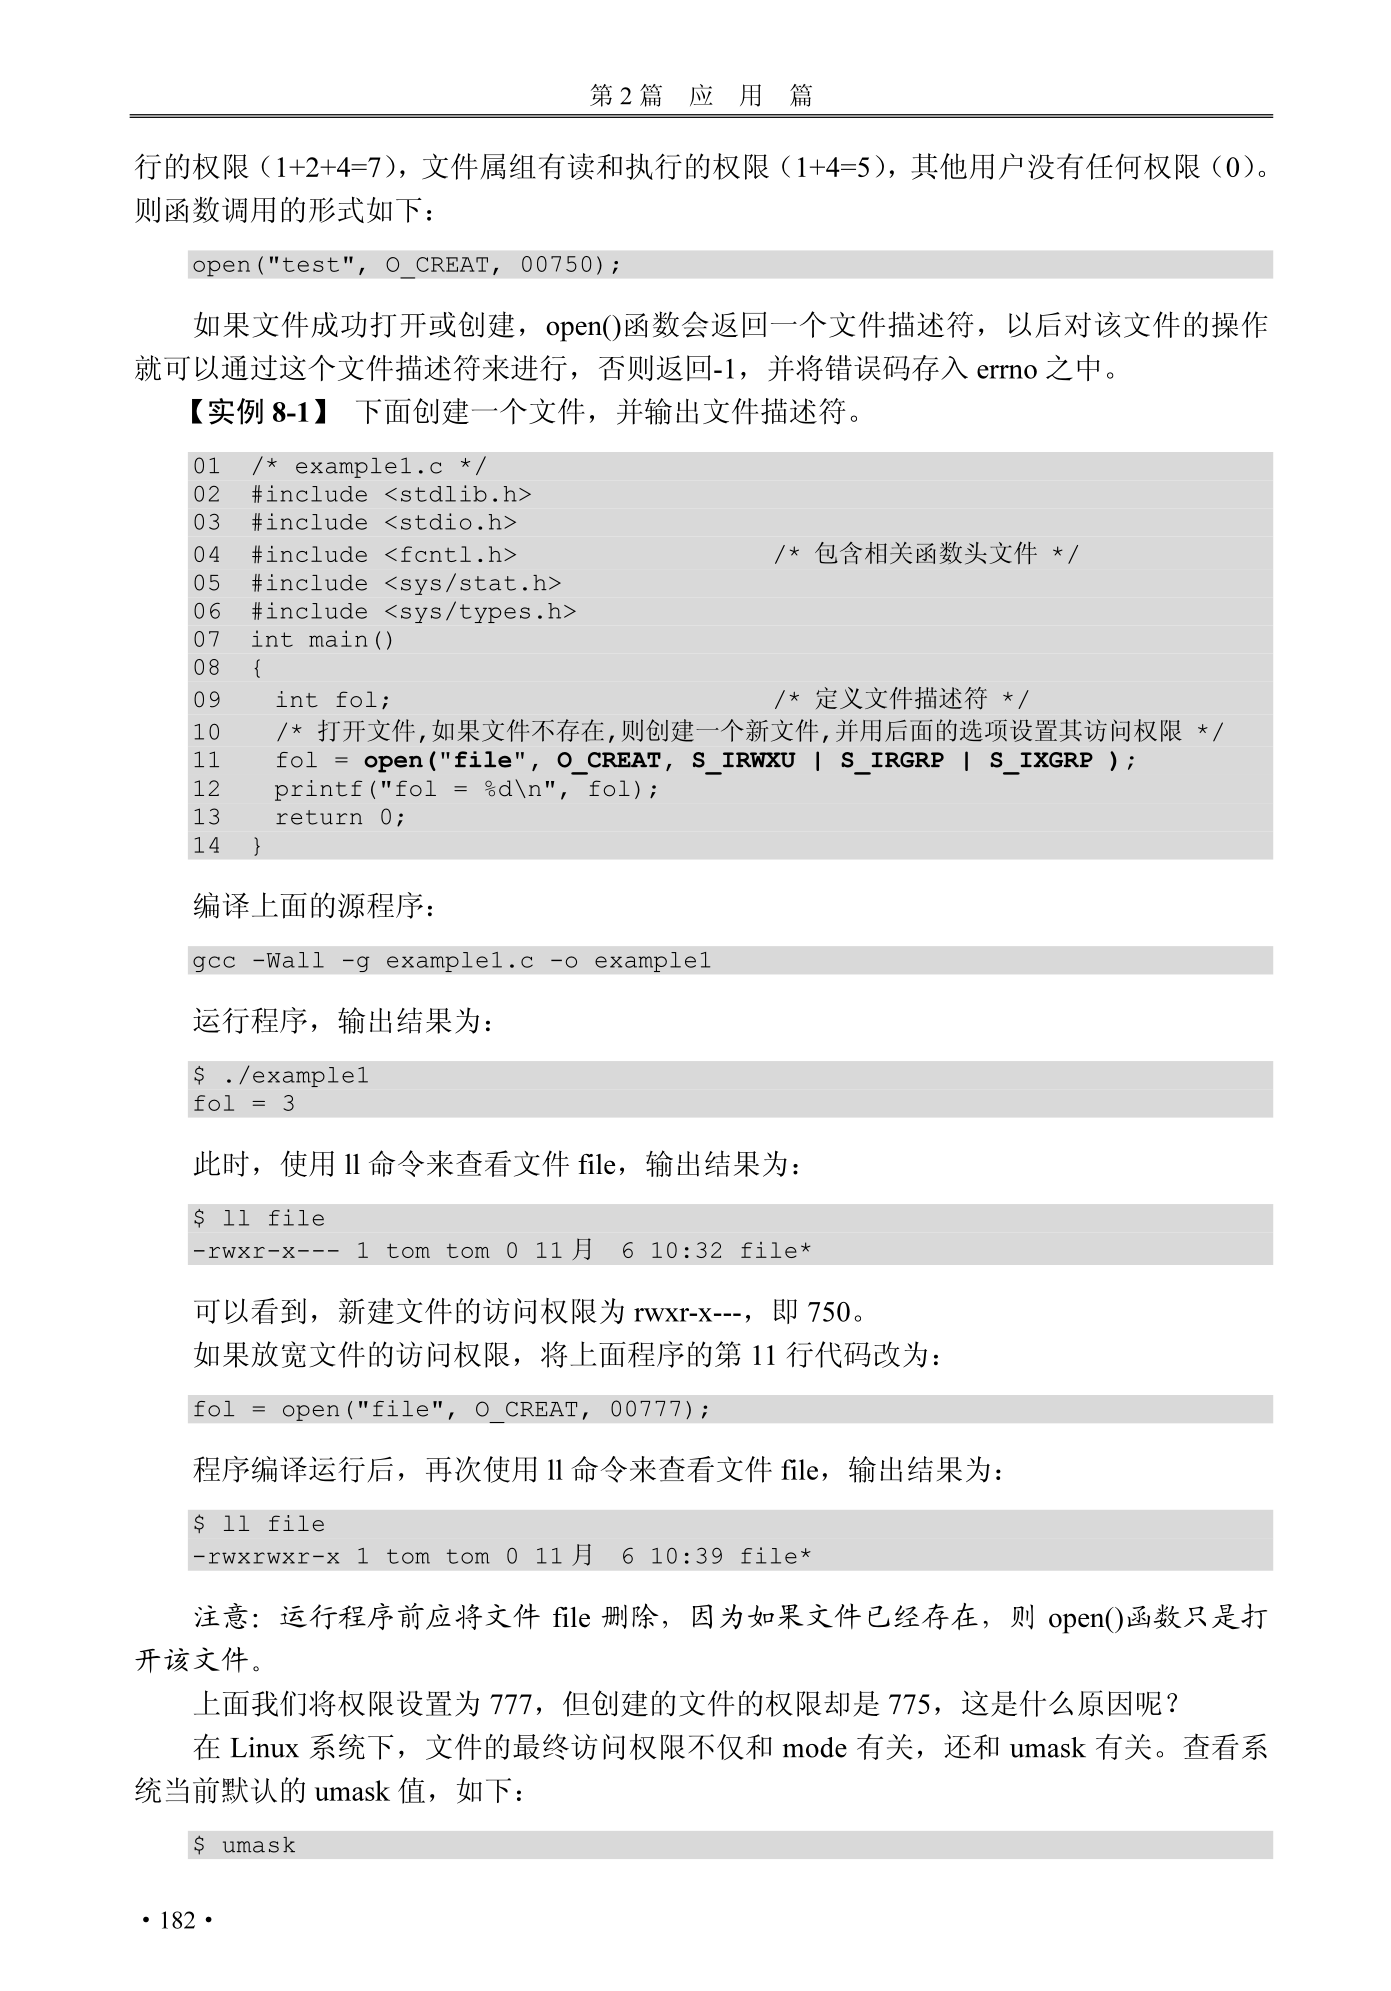 第 2 篇　应　用　篇
行的权限（1+2+4=7），文件属组有读和执行的权限（1+4=5），其他用户没有任何权限（0）。
则函数调用的形式如下：
open("test", O_CREAT, 00750);
如果文件成功打开或创建，open()函数会返回一个文件描述符，以后对该文件的操作
就可以通过这个文件描述符来进行，否则返回-1，并将错误码存入 errno 之中。
【实例 8-1】 下面创建一个文件，并输出文件描述符。
01  /* example1.c */
02  #include <stdlib.h>
03  #include <stdio.h>
04  #include <fcntl.h>                 /* 包含相关函数头文件 */
05  #include <sys/stat.h>
06  #include <sys/types.h>
07  int main()
08  {
09    int fol;                         /* 定义文件描述符 */
10    /* 打开文件,如果文件不存在,则创建一个新文件,并用后面的选项设置其访问权限 */
11    fol = open("file", O_CREAT, S_IRWXU | S_IRGRP | S_IXGRP );
12    printf("fol = %d\n", fol);
13    return 0;
14  }
编译上面的源程序：
gcc -Wall -g example1.c -o example1
运行程序，输出结果为：
$ ./example1
fol = 3
此时，使用 ll 命令来查看文件 file，输出结果为：
$ ll file
-rwxr-x--- 1 tom tom 0 11月  6 10:32 file*
可以看到，新建文件的访问权限为 rwxr-x---，即 750。
如果放宽文件的访问权限，将上面程序的第 11 行代码改为：
fol = open("file", O_CREAT, 00777);
程序编译运行后，再次使用 ll 命令来查看文件 file，输出结果为：
$ ll file
-rwxrwxr-x 1 tom tom 0 11月  6 10:39 file*
注意：运行程序前应将文件 file 删除，因为如果文件已经存在，则 open()函数只是打
开该文件。
上面我们将权限设置为 777，但创建的文件的权限却是 775，这是什么原因呢？
在 Linux 系统下，文件的最终访问权限不仅和 mode 有关，还和 umask 有关。查看系
统当前默认的 umask 值，如下：
$ umask
• 182 •